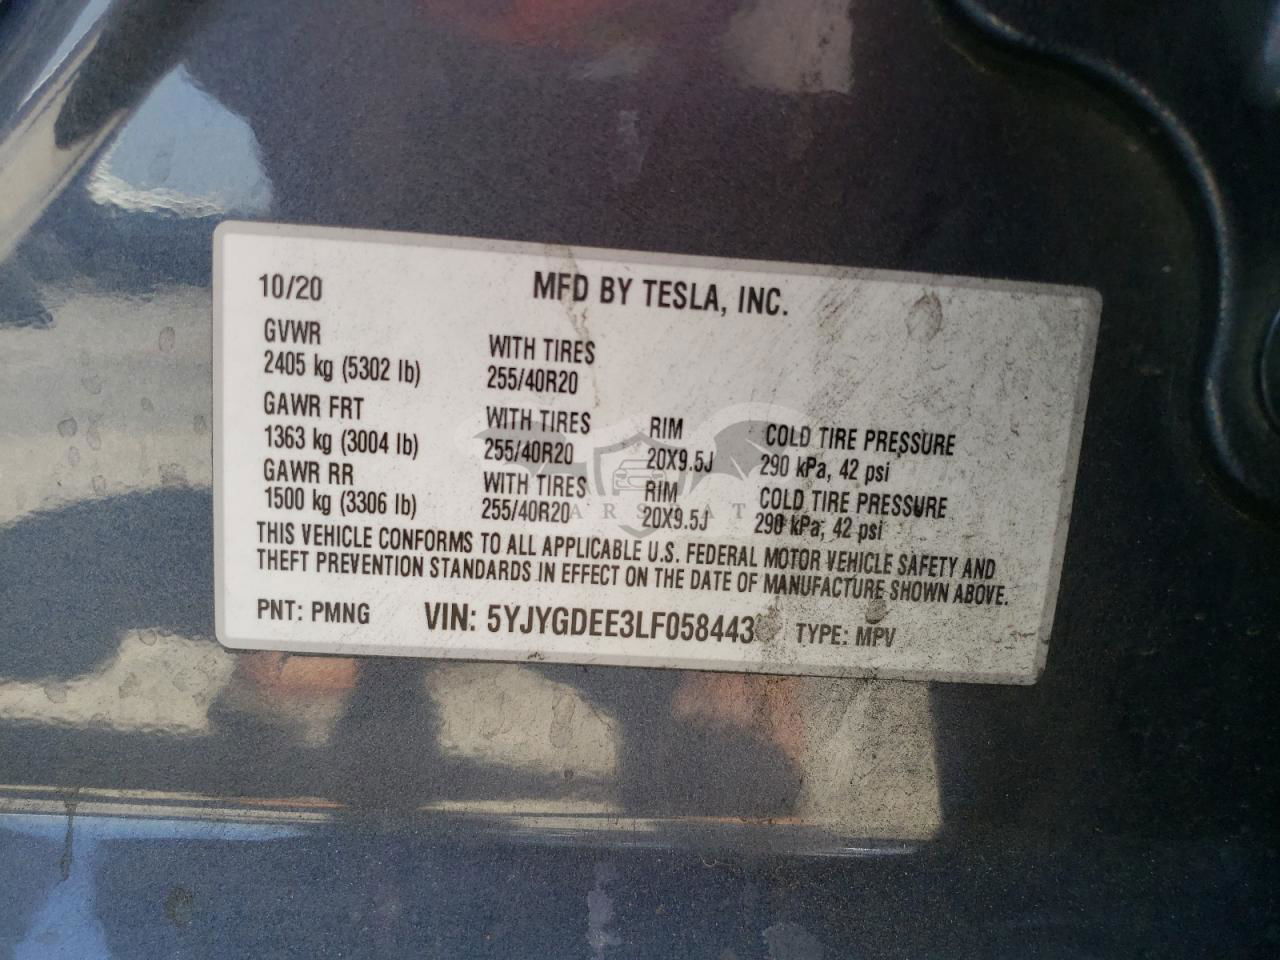 10/20 MFD BY TESLA, INC.
GVWR WITH TIRES
2405 kg (5302 lb) 255/40R20
GAWR FRT WITH TIRES RIM COLD TIRE PRESSURE
1363 kg (3004 lb) 255/40R20 20X9.5J 290 kPa, 42 psi
GAWR RR WITH TIRES RIM COLD TIRE PRESSURE
1500 kg (3306 lb) 255/40R20 20X9.5J 290 kPa, 42 psi
THIS VEHICLE CONFORMS TO ALL APPLICABLE U.S. FEDERAL MOTOR VEHICLE SAFETY AND
THEFT PREVENTION STANDARDS IN EFFECT ON THE DATE OF MANUFACTURE SHOWN ABOVE.
PNT: PMNG VIN: 5YJYGDEE3LF058443 TYPE: MPV